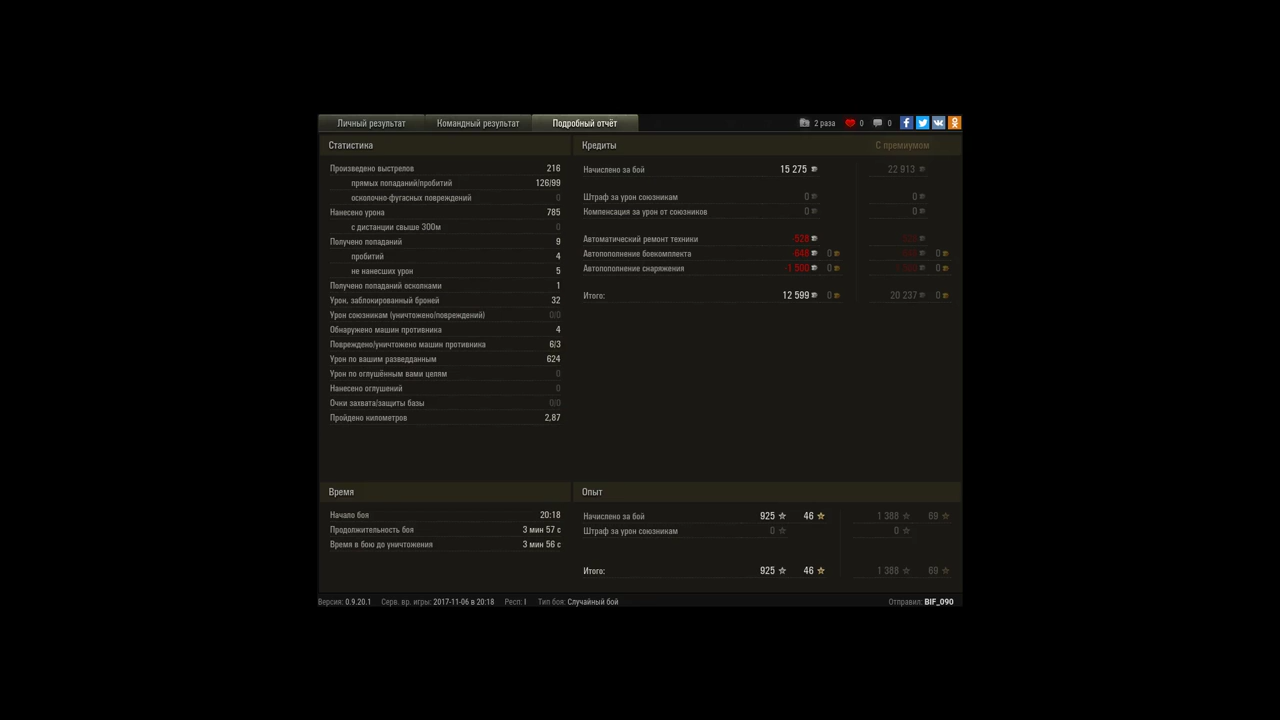 Личный результат Командный результат Подробный отчёт 2 раза 0 0
Статистика
Произведено выстрелов 216
прямых попаданий/пробитий 126/99
осколочно-фугасных повреждений 0
Нанесено урона 785
с дистанции свыше 300м 0
Получено попаданий 9
пробитий 4
не нанесших урон 5
Получено попаданий осколками 1
Урон, заблокированный броней 32
Урон союзникам (уничтожено/повреждений) 0/0
Обнаружено машин противника 4
Повреждено/уничтожено машин противника 6/3
Урон по вашим разведданным 624
Урон по оглушённым вами целям 0
Нанесено оглушений 0
Очки захвата/защиты базы 0/0
Пройдено километров 2,87
Кредиты С премиумом
Начислено за бой 15 275 22 913
Штраф за урон союзникам 0 0
Компенсация за урон от союзников 0 0
Автоматический ремонт техники -528
Автопополнение боекомплекта -648 0 0
Автопополнение снаряжения -1 500 0 0
Итого: 12 599 0 20 237 0
Время
Начало боя 20:18
Продолжительность боя 3 мин 57 с
Время в бою до уничтожения 3 мин 56 с
Опыт
Начислено за бой 925 46 1 388 69
Штраф за урон союзникам 0 0
Итого: 925 46 1 388 69
Версия: 0.9.20.1 Серв. вр. игры: 2017-11-06 в 20:18 Респ: I Тип боя: Случайный бой Отправил: BIF_090